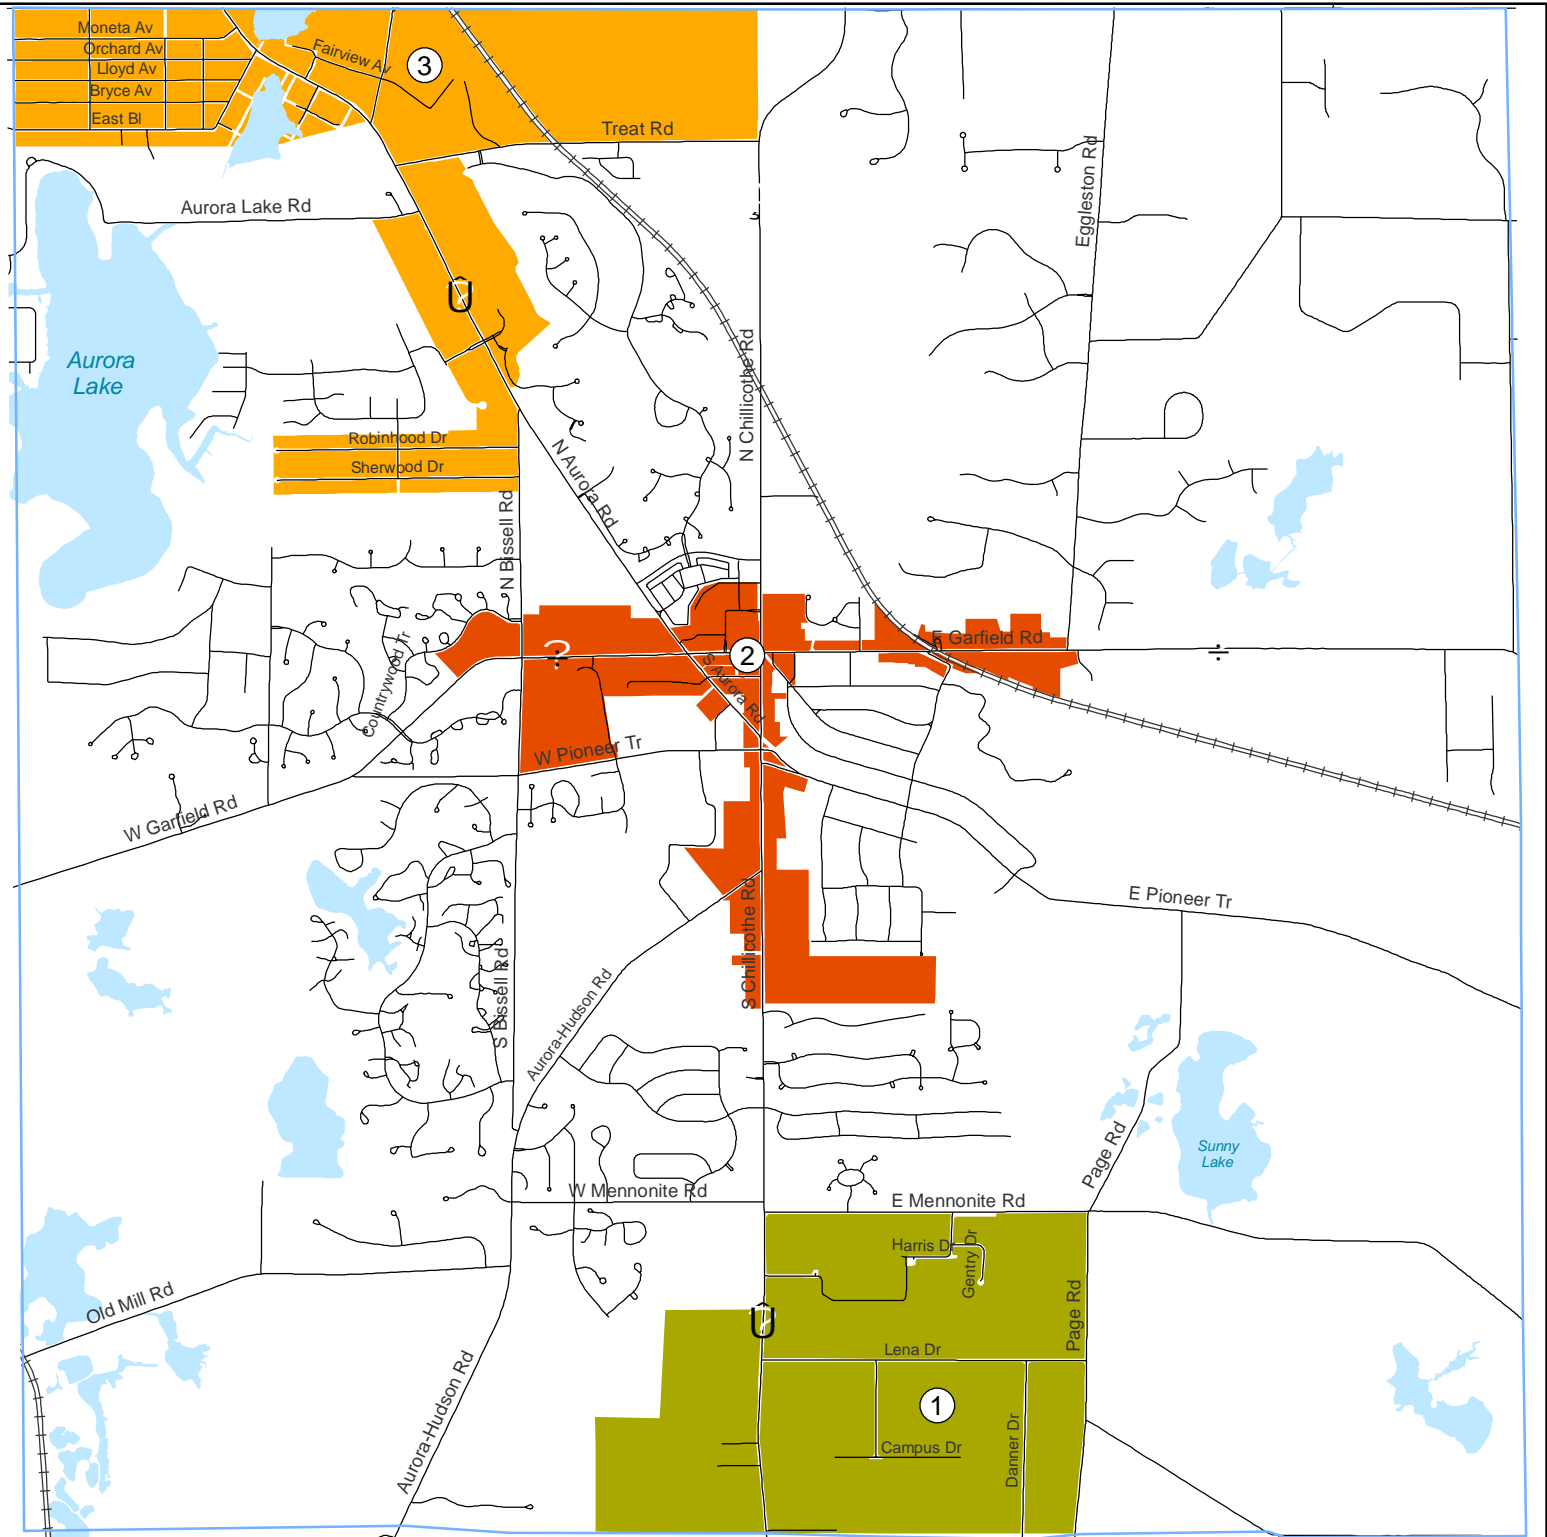 Moneta Av
Orchard Av
Lloyd Av
Bryce Av
East Bl
Fairview Av
3
Treat Rd
Aurora Lake Rd
Eggleston Rd
Aurora
Lake
N Chillicothe Rd
Robinhood Dr
Sherwood Dr
N Aurora Rd
N Bissell Rd
Countrywood Tr
?
2
E Garfield Rd
S Aurora Rd
W Pioneer Tr
W Garfield Rd
E Pioneer Tr
S Chillicothe Rd
S Bissell Rd
Aurora-Hudson Rd
Page Rd
Sunny
Lake
W Mennonite Rd
E Mennonite Rd
Harris Dr
Gentry Dr
Old Mill Rd
Page Rd
Lena Dr
1
Campus Dr
Danner Dr
Aurora-Hudson Rd